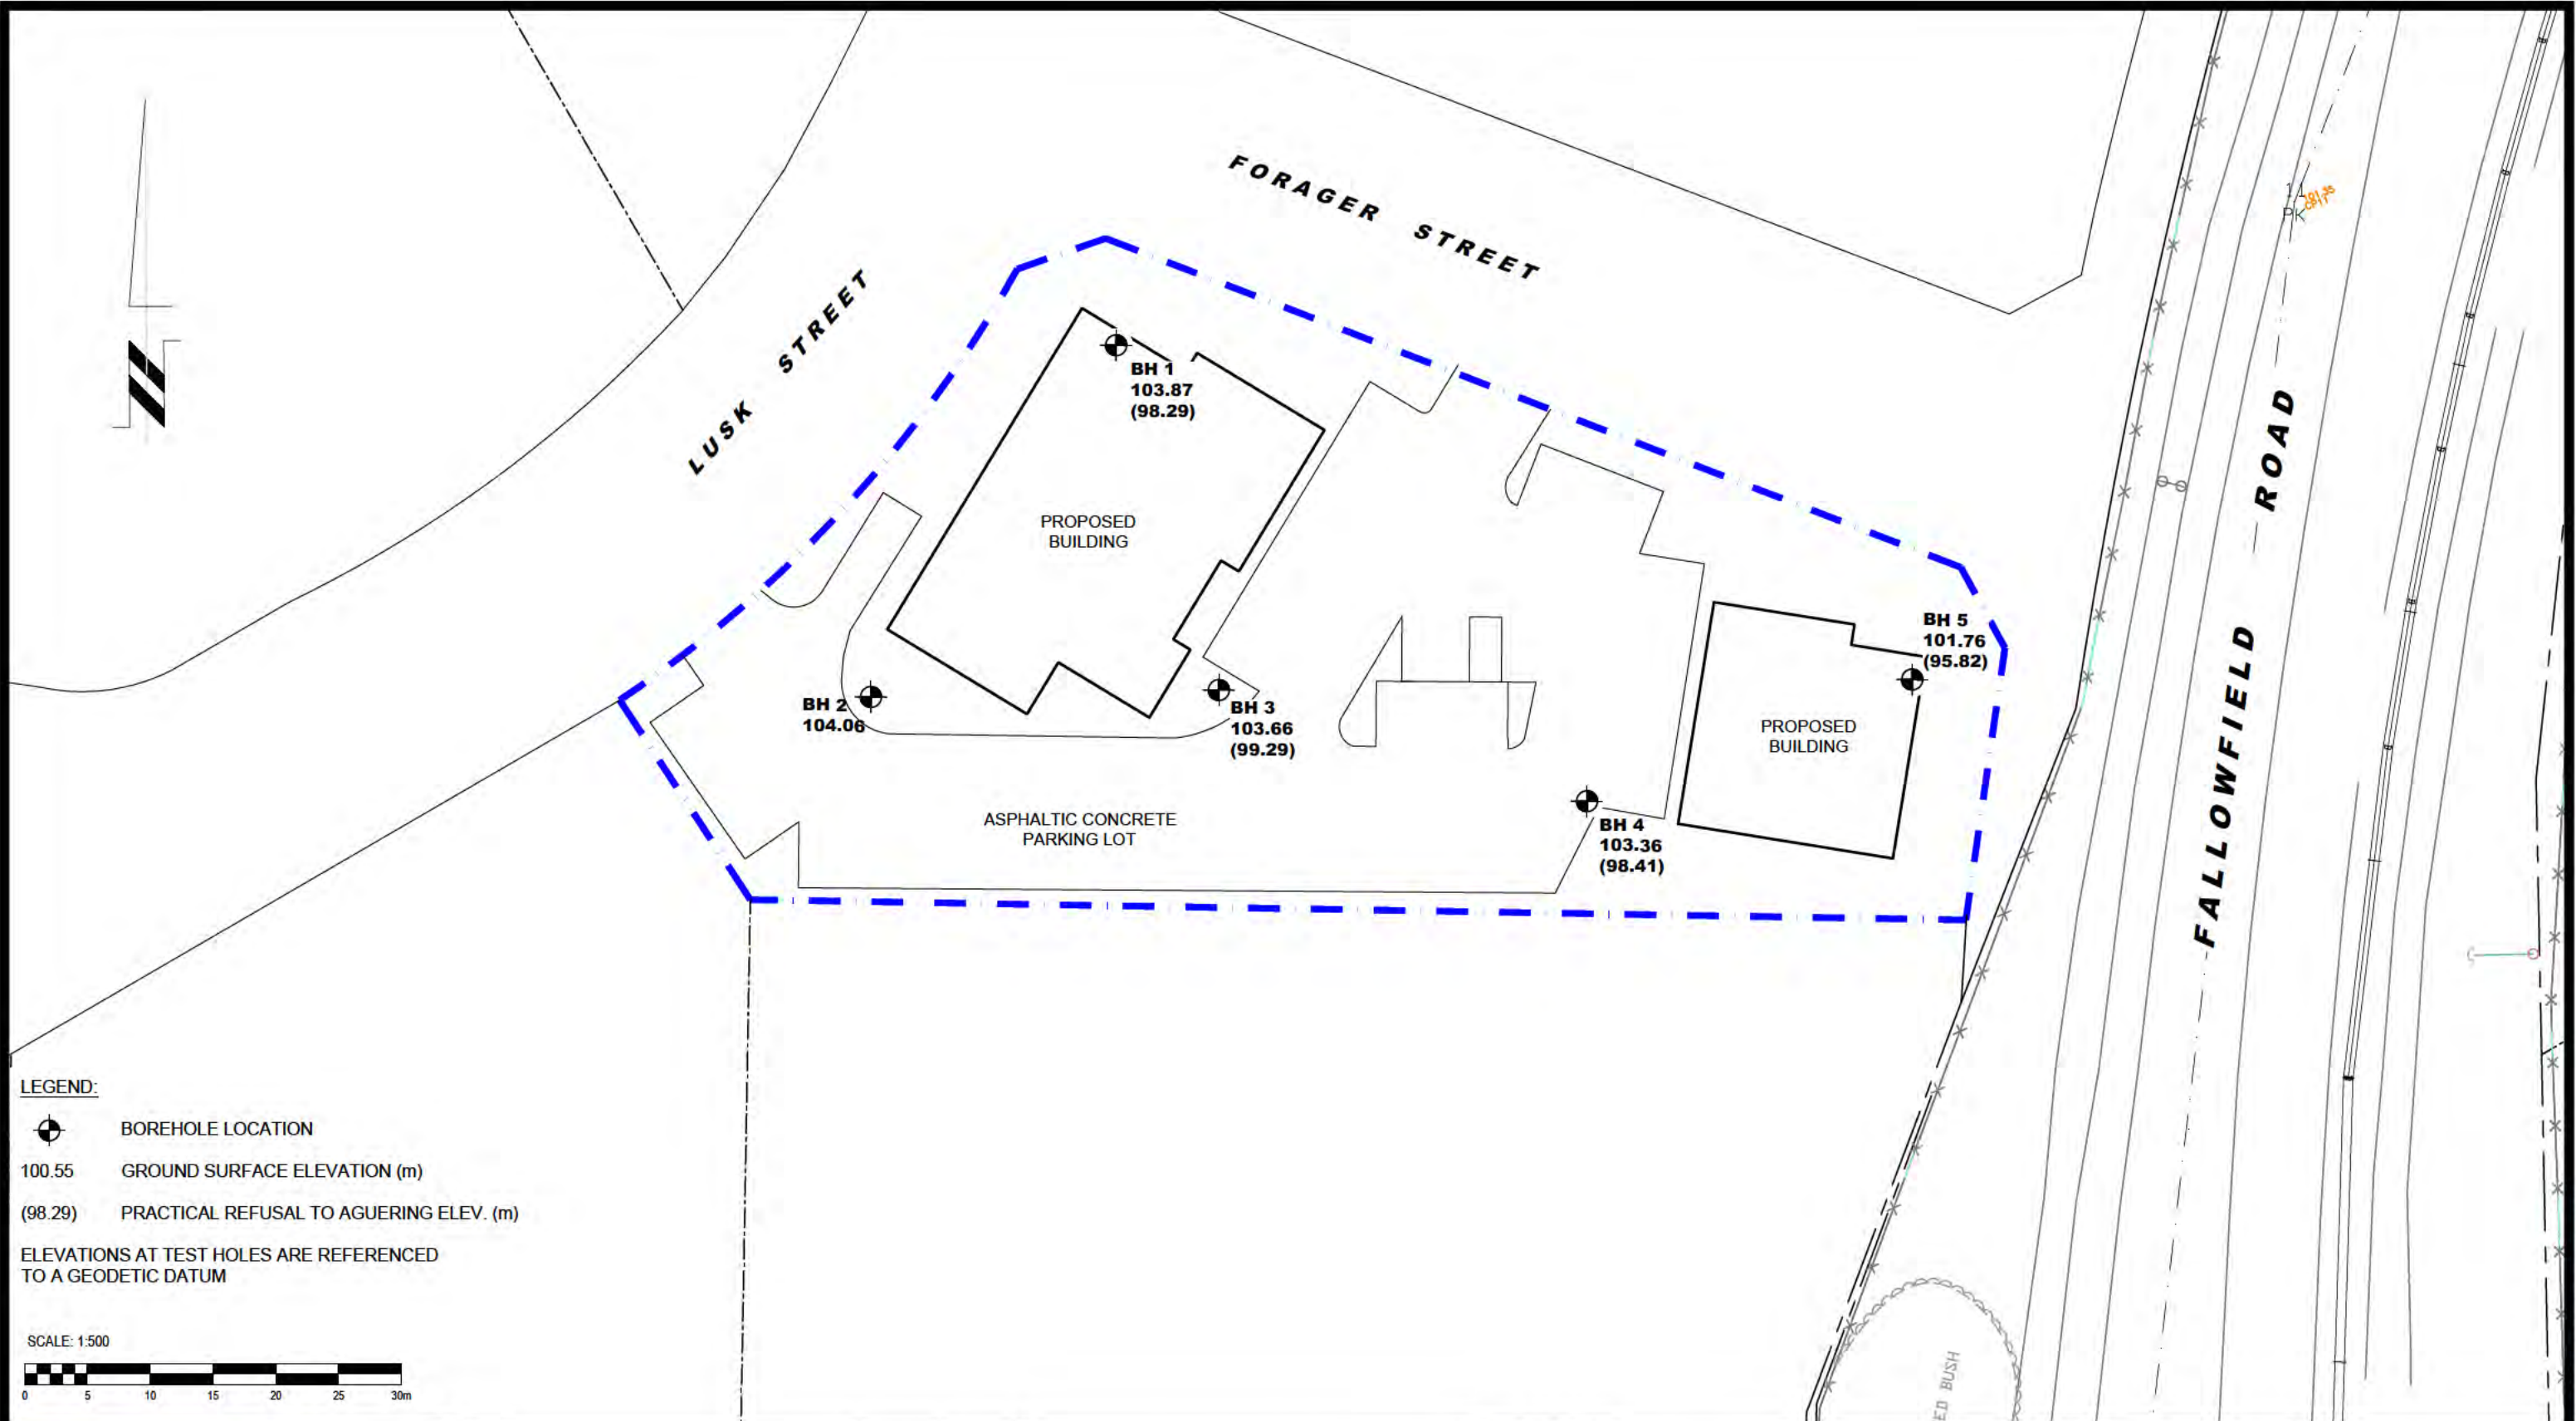 FORAGER STREET
LUSK STREET
FALLOWFIELD ROAD
11
PK
BH 1
103.87
(98.29)
PROPOSED
BUILDING
BH 2
104.06
BH 3
103.66
(99.29)
BH 5
101.76
(95.82)
PROPOSED
BUILDING
ASPHALTIC CONCRETE
PARKING LOT
BH 4
103.36
(98.41)
LEGEND:
BOREHOLE LOCATION
100.55 GROUND SURFACE ELEVATION (m)
(98.29) PRACTICAL REFUSAL TO AGUERING ELEV. (m)
ELEVATIONS AT TEST HOLES ARE REFERENCED
TO A GEODETIC DATUM
SCALE: 1:500
0 5 10 15 20 25 30m
BUSH